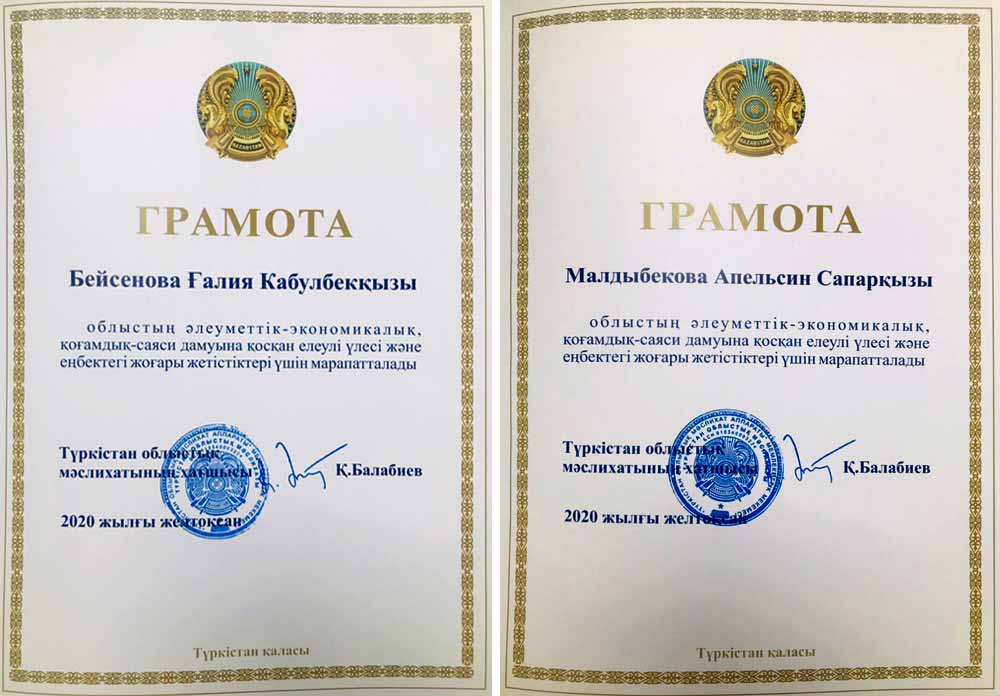 KAZAKSTAN
ГРАМОТА
Бейсенова Ғалия Кабулбекқызы
облыстың әлеуметтік-экономикалық,
қоғамдық-саяси дамуына қосқан елеулі үлесі және
еңбектегі жоғары жетістіктері үшін марапатталады
Түркістан облыстық
мәслихатының хатшысы
Қ.Балабиев
2020 жылғы желтоқсан
Түркістан қаласы
KAZAKSTAN
ГРАМОТА
Малдыбекова Апельсин Сапарқызы
облыстың әлеуметтік-экономикалық,
қоғамдық-саяси дамуына қосқан елеулі үлесі және
еңбектегі жоғары жетістіктері үшін марапатталады
Түркістан облыстық
мәслихатының хатшысы
Қ.Балабиев
2020 жылғы желтоқсан
Түркістан қаласы